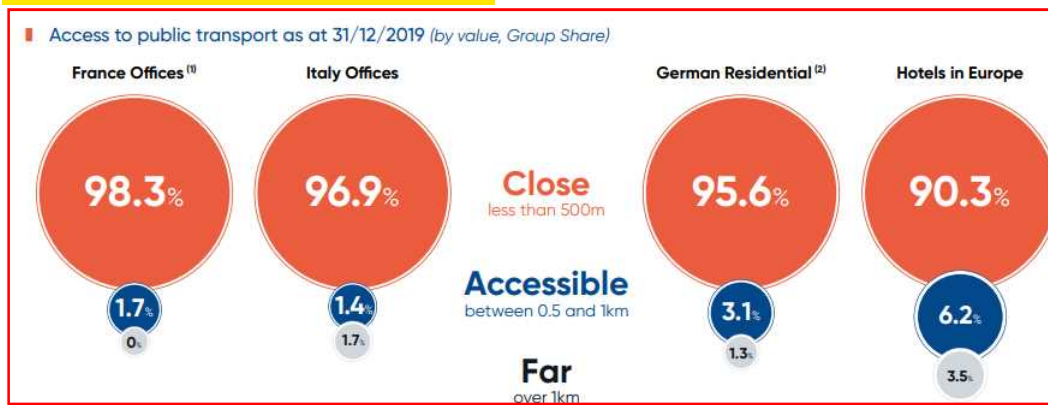 Access to public transport as at 31/12/2019 (by value, Group Share)
France Offices (1)
Italy Offices
German Residential (2)
Hotels in Europe
98.3%
96.9%
Close
less than 500m
95.6%
90.3%
Accessible
between 0.5 and 1km
1.7%
1.4%
3.1%
6.2%
0%
1.7%
1.3%
3.5%
Far
over 1km